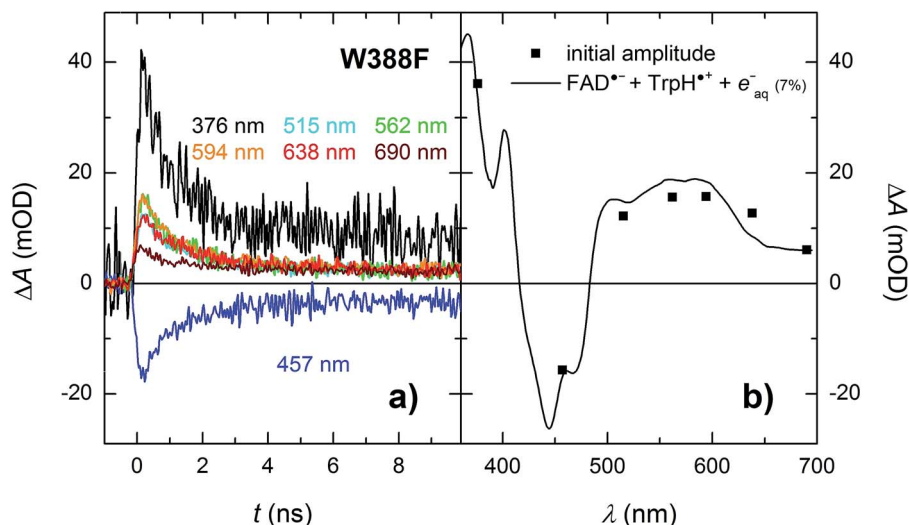 W388F
376 nm 515 nm 562 nm
594 nm 638 nm 690 nm
457 nm
a)
ΔA (mOD)
40
20
0
-20
0 2 4 6 8
t (ns)
■ initial amplitude
— FAD•− + TrpH•+ + e−aq (7%)
b)
400 500 600 700
λ (nm)
40
20
0
-20
ΔA (mOD)